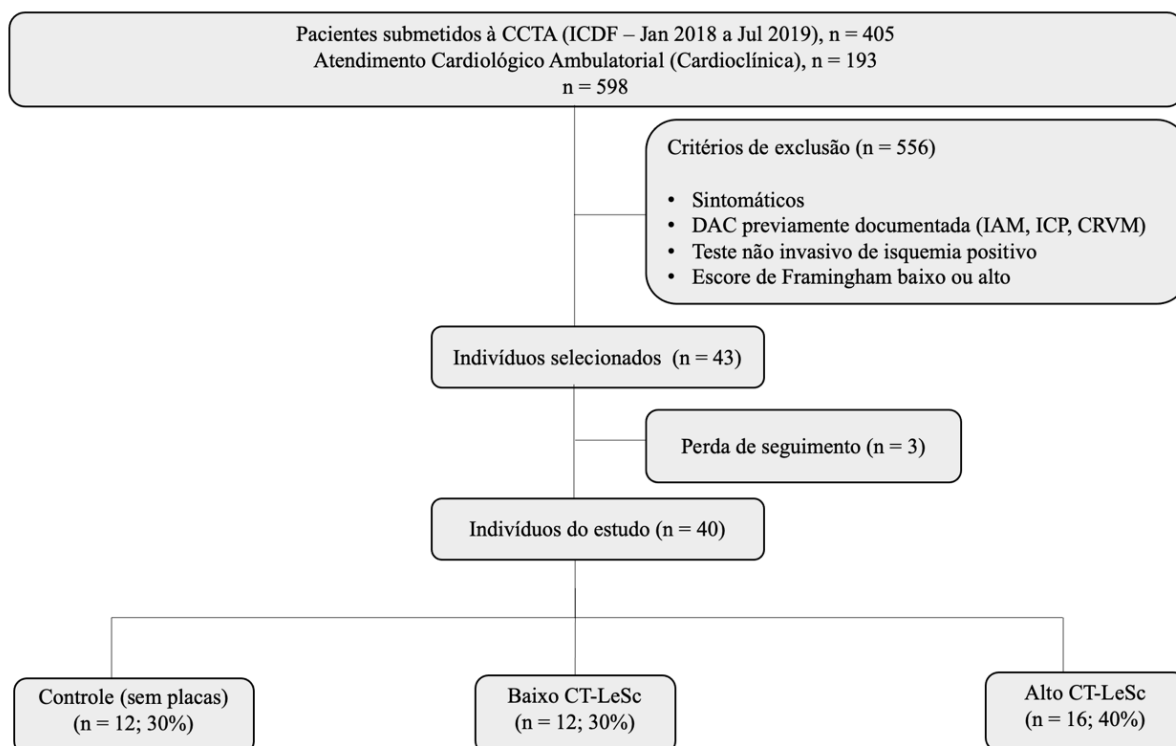 Pacientes submetidos à CCTA (ICDF – Jan 2018 a Jul 2019), n = 405
Atendimento Cardiológico Ambulatorial (Cardioclínica), n = 193
n = 598
Critérios de exclusão (n = 556)
• Sintomáticos
• DAC previamente documentada (IAM, ICP, CRVM)
• Teste não invasivo de isquemia positivo
• Escore de Framingham baixo ou alto
Indivíduos selecionados (n = 43)
Perda de seguimento (n = 3)
Indivíduos do estudo (n = 40)
Controle (sem placas)
(n = 12; 30%)
Baixo CT-LeSc
(n = 12; 30%)
Alto CT-LeSc
(n = 16; 40%)